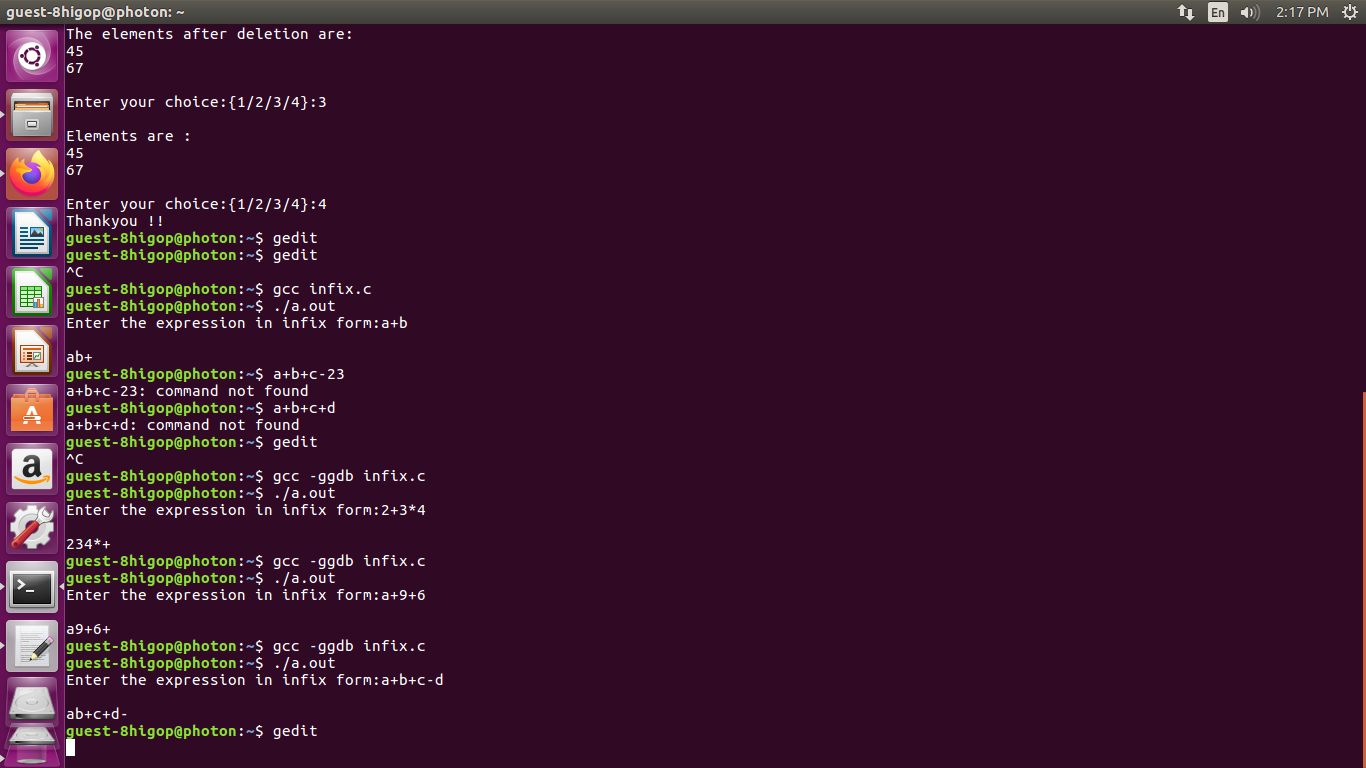 guest-8higop@photon: ~
En
2:17 PM
The elements after deletion are:
45
67
Enter your choice:{1/2/3/4}:3
Elements are :
45
67
Enter your choice:{1/2/3/4}:4
Thankyou !!
guest-8higop@photon:~$ gedit
guest-8higop@photon:~$ gedit
^C
guest-8higop@photon:~$ gcc infix.c
guest-8higop@photon:~$ ./a.out
Enter the expression in infix form:a+b
ab+
guest-8higop@photon:~$ a+b+c-23
a+b+c-23: command not found
guest-8higop@photon:~$ a+b+c+d
a+b+c+d: command not found
guest-8higop@photon:~$ gedit
^C
guest-8higop@photon:~$ gcc -ggdb infix.c
guest-8higop@photon:~$ ./a.out
Enter the expression in infix form:2+3*4
234*+
guest-8higop@photon:~$ gcc -ggdb infix.c
guest-8higop@photon:~$ ./a.out
Enter the expression in infix form:a+9+6
a9+6+
guest-8higop@photon:~$ gcc -ggdb infix.c
guest-8higop@photon:~$ ./a.out
Enter the expression in infix form:a+b+c-d
ab+c+d-
guest-8higop@photon:~$ gedit